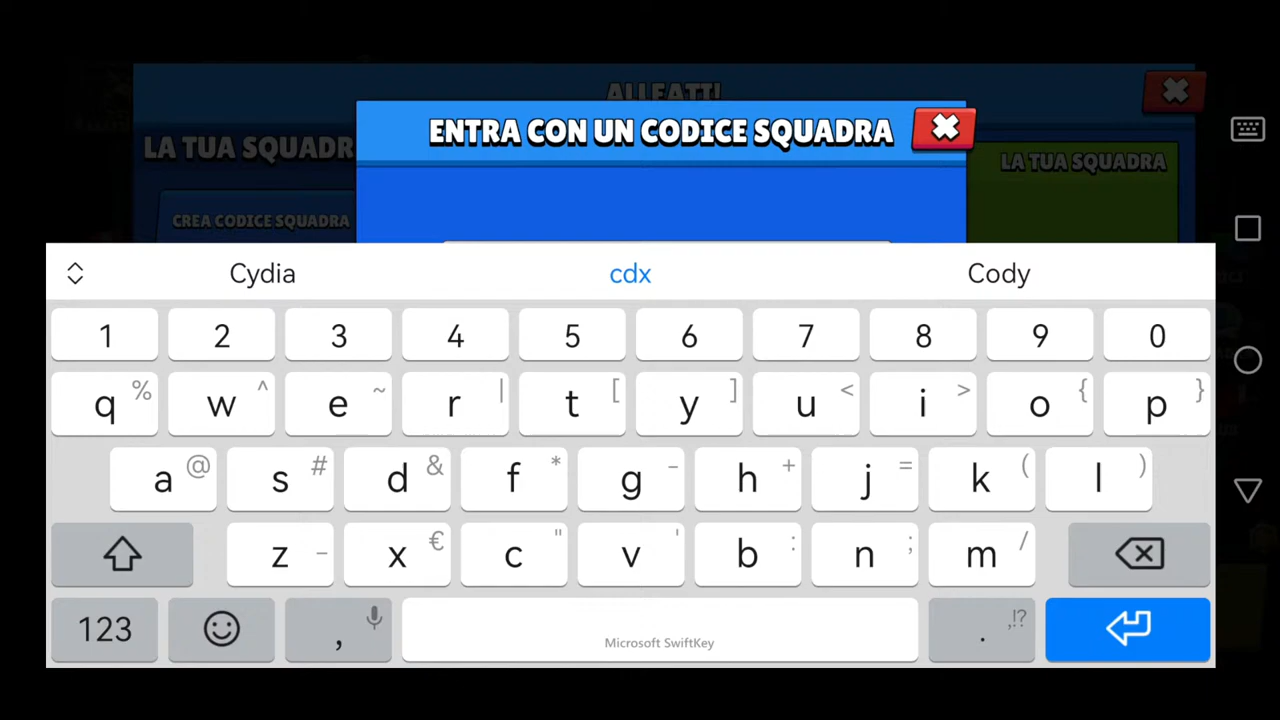 ALLEATI
ENTRA CON UN CODICE SQUADRA
LA TUA SQUADR
LA TUA SQUADRA
CREA CODICE SQUADRA
Cydia cdx Cody
1 2 3 4 5 6 7 8 9 0
q % w ^ e ~ r | t [ y ] u < i > o { p }
a @ s # d & f * g - h + j = k ( l )
z _ x € c " v ' b : n ; m /
123 , . ,!?
Microsoft SwiftKey